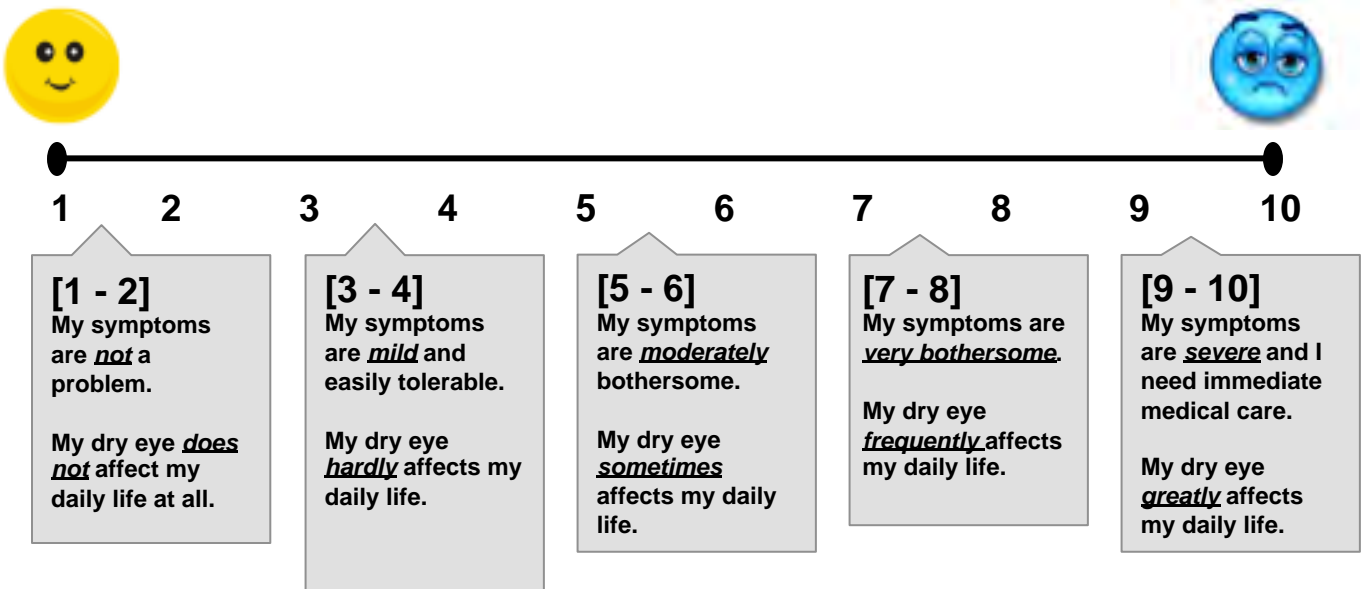 1 2 3 4 5 6 7 8 9 10
[1 - 2]
My symptoms
are not a
problem.
My dry eye does
not affect my
daily life at all.
[3 - 4]
My symptoms
are mild and
easily tolerable.
My dry eye
hardly affects my
daily life.
[5 - 6]
My symptoms
are moderately
bothersome.
My dry eye
sometimes
affects my daily
life.
[7 - 8]
My symptoms are
very bothersome.
My dry eye
frequently affects
my daily life.
[9 - 10]
My symptoms
are severe and I
need immediate
medical care.
My dry eye
greatly affects
my daily life.